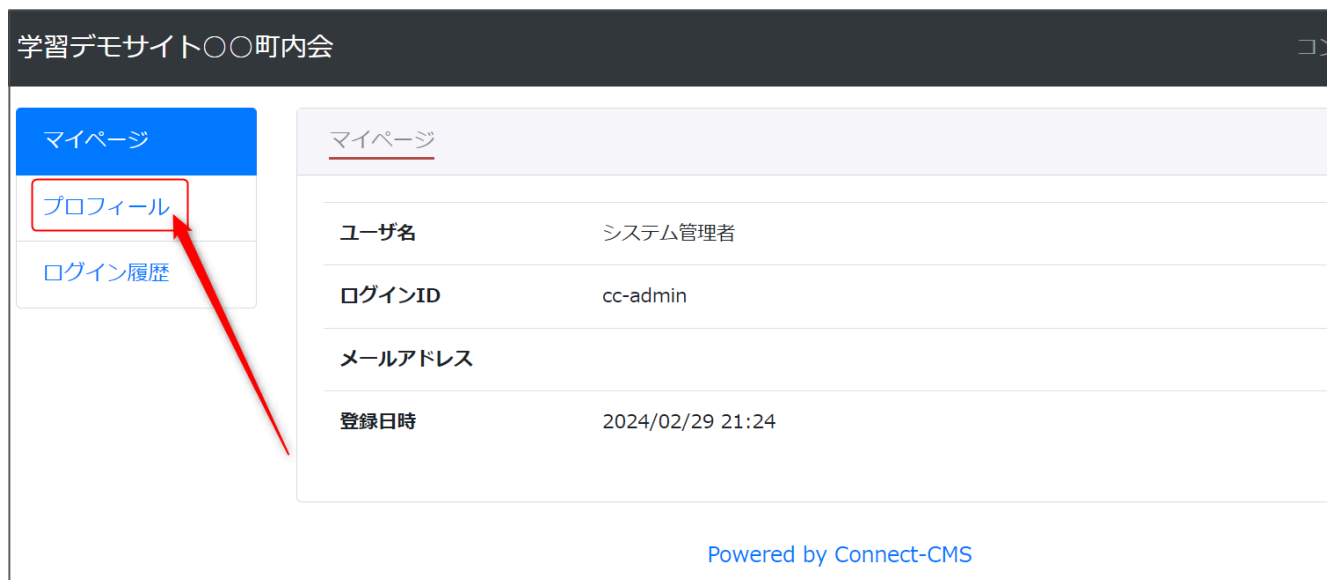 学習デモサイト○○町内会
コン
マイページ
プロフィール
ログイン履歴
マイページ
ユーザ名 システム管理者
ログインID cc-admin
メールアドレス
登録日時 2024/02/29 21:24
Powered by Connect-CMS